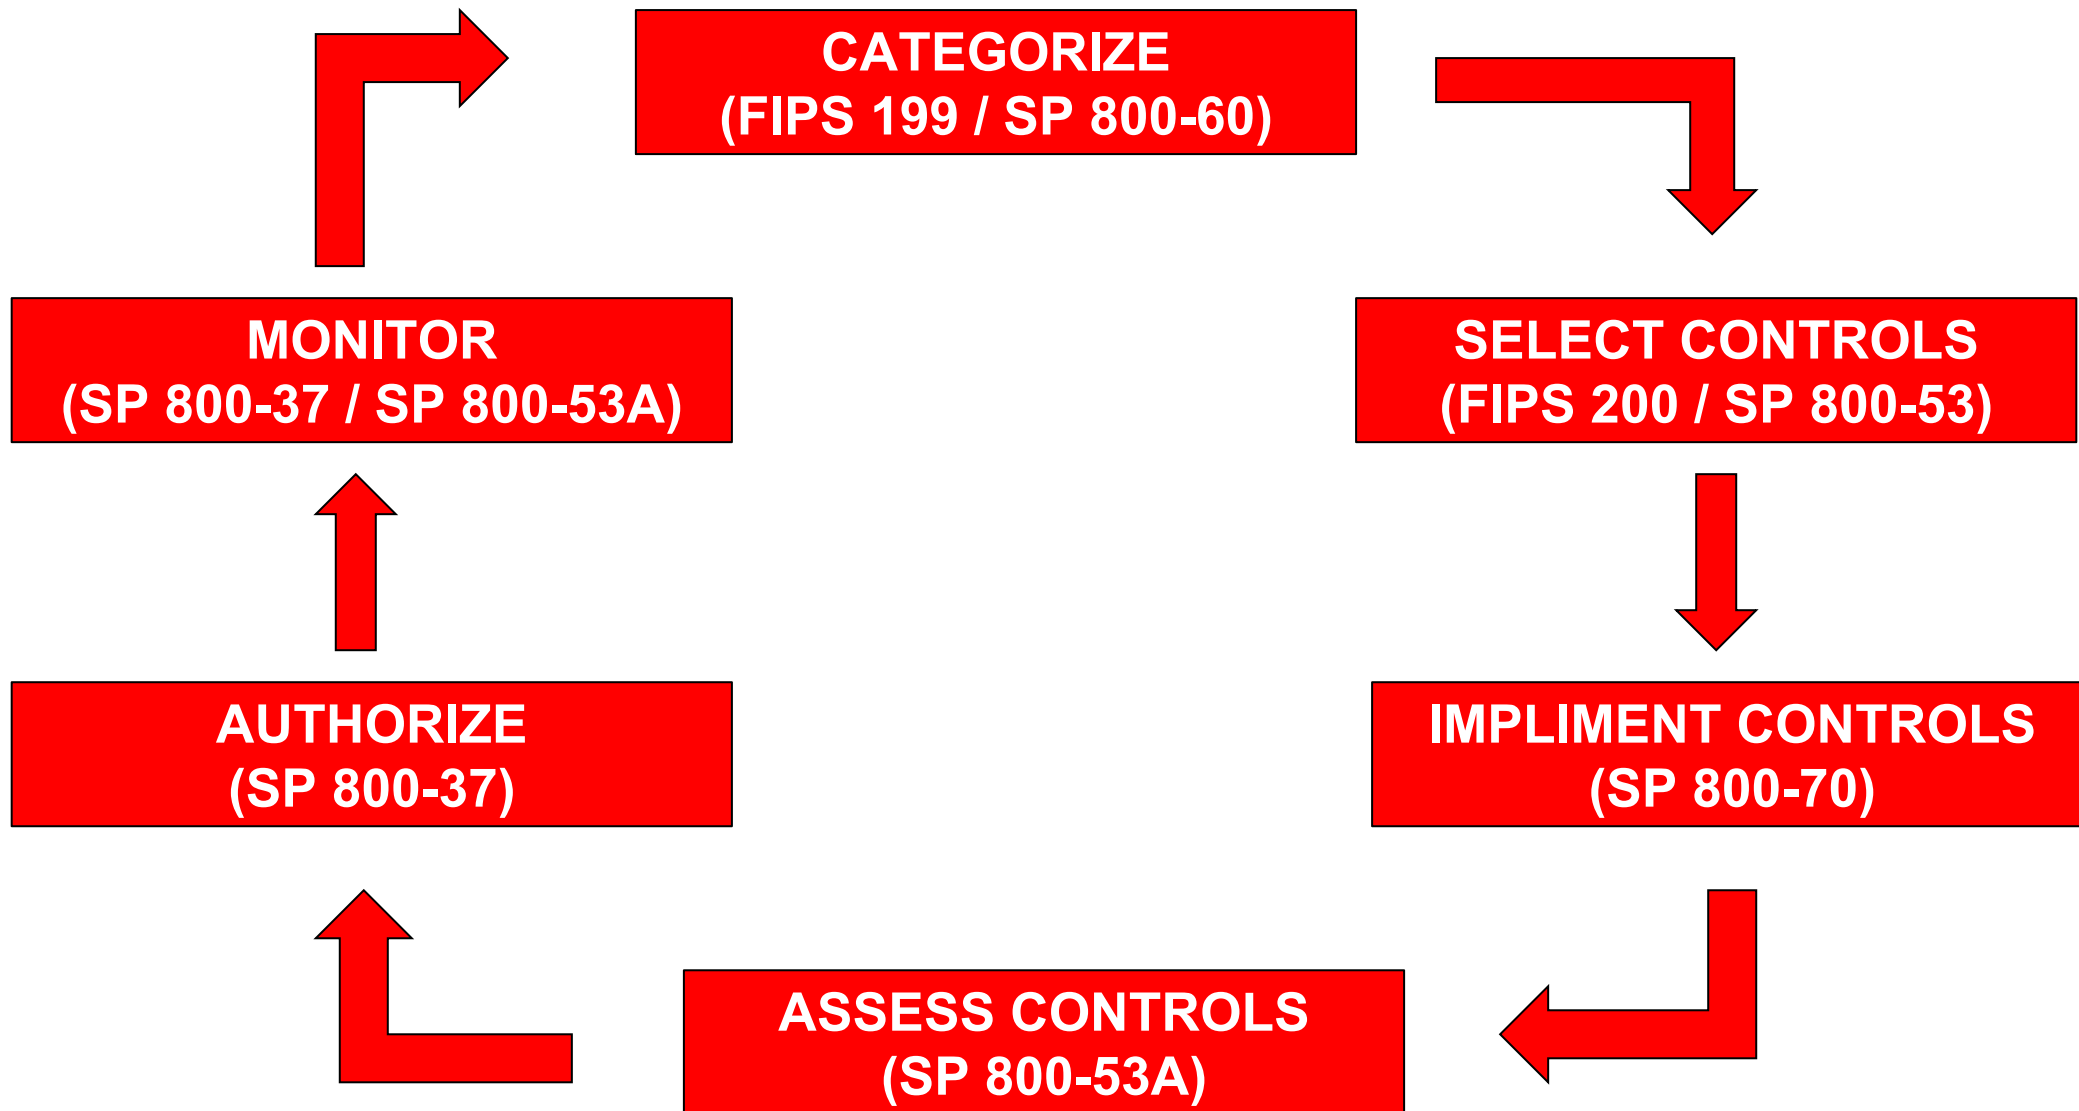 CATEGORIZE
(FIPS 199 / SP 800-60)
SELECT CONTROLS
(FIPS 200 / SP 800-53)
IMPLIMENT CONTROLS
(SP 800-70)
ASSESS CONTROLS
(SP 800-53A)
AUTHORIZE
(SP 800-37)
MONITOR
(SP 800-37 / SP 800-53A)